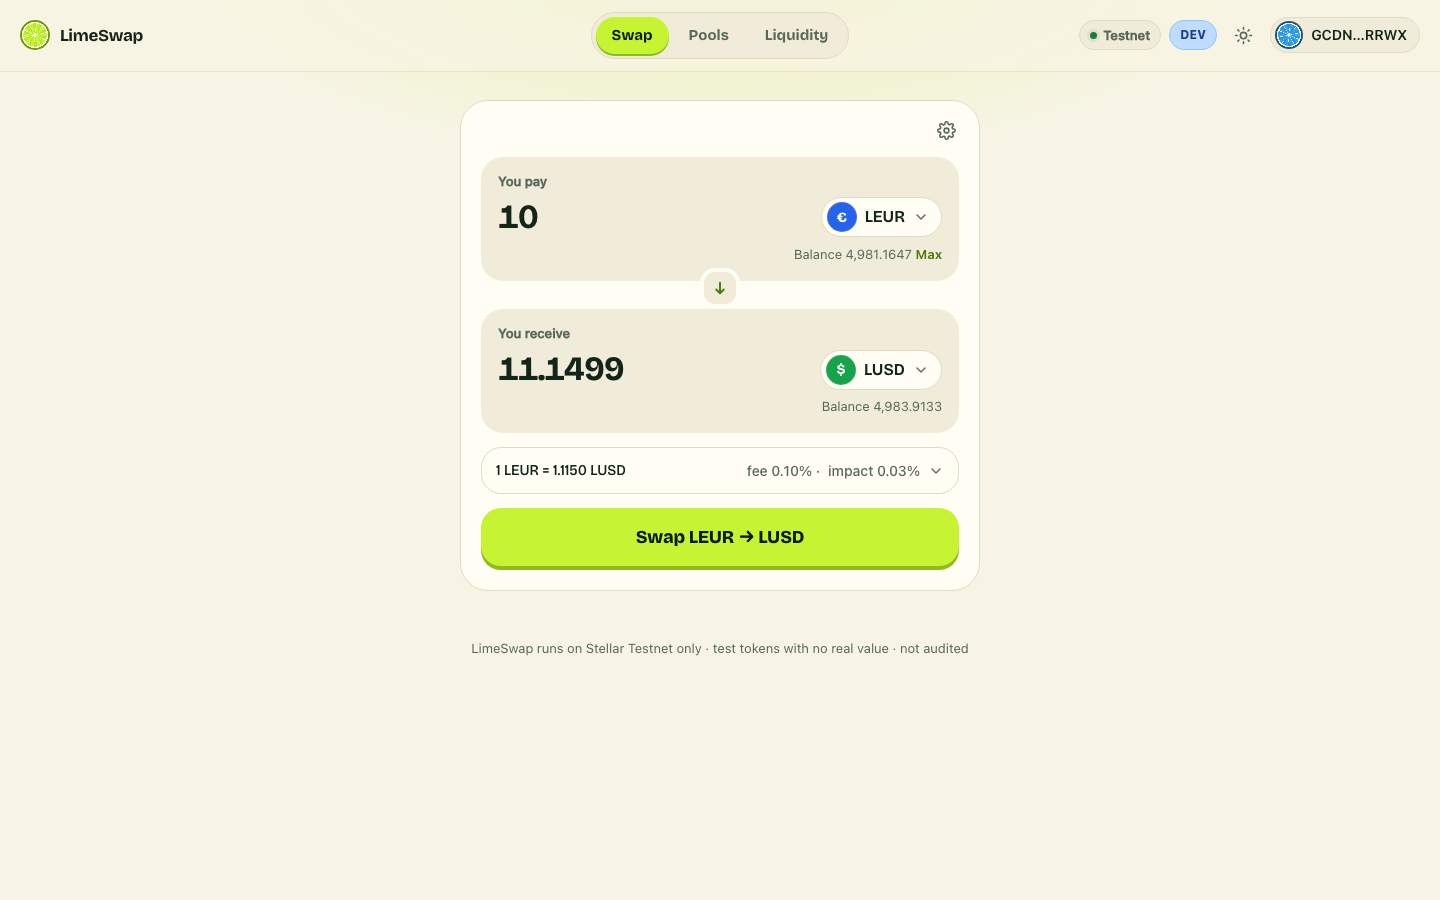 LimeSwap
Swap
Pools
Liquidity
Testnet
DEV
GCDN...RRWX
You pay
10
€ LEUR
Balance 4,981.1647 Max
You receive
11.1499
$ LUSD
Balance 4,983.9133
1 LEUR = 1.1150 LUSD
fee 0.10% · impact 0.03%
Swap LEUR → LUSD
LimeSwap runs on Stellar Testnet only · test tokens with no real value · not audited